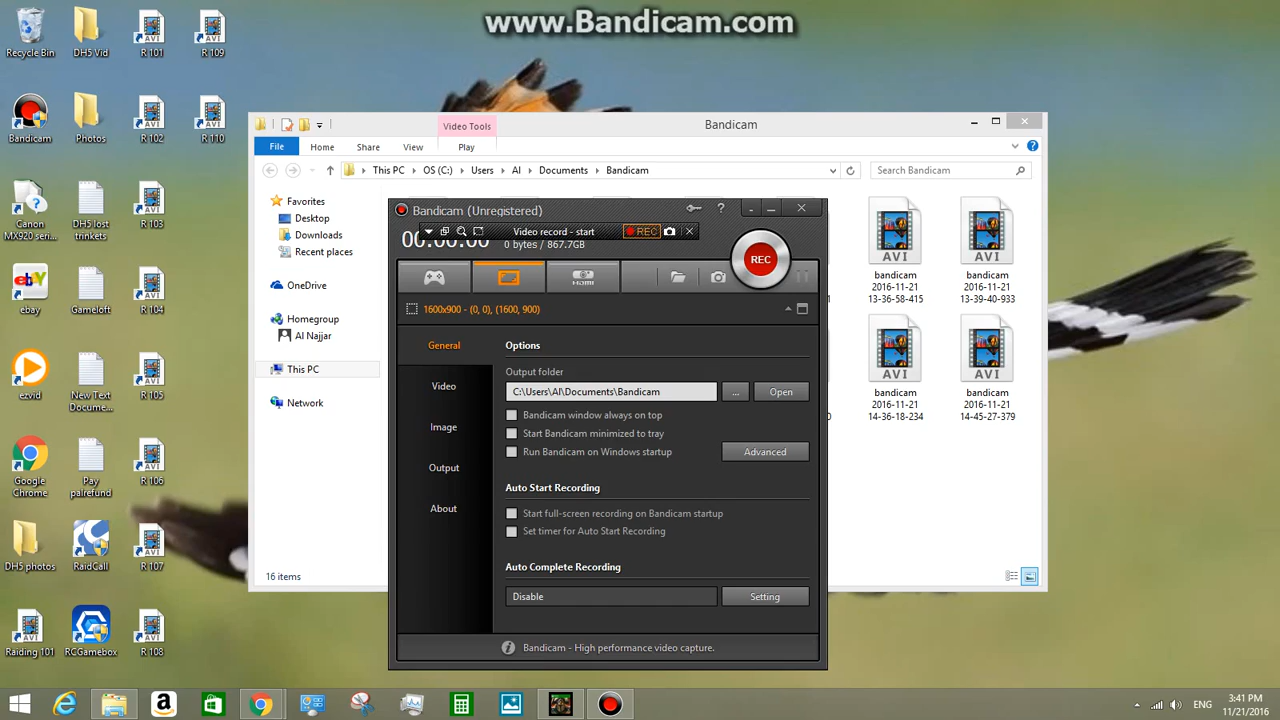 www.Bandicam.com
Recycle Bin
DH5 Vid
R 101
R 109
Bandicam
Photos
R 102
R 110
Canon
MX920 seri...
DH5 lost
trinkets
R 103
ebay
Gameloft
R 104
ezvid
New Text
Docume...
R 105
Google
Chrome
Pay
palrefund
R 106
DH5 photos
RaidCall
R 107
Raiding 101
RCGamebox
R 108
Video Tools
Bandicam
File
Home
Share
View
Play
This PC
OS (C:)
Users
Al
Documents
Bandicam
Search Bandicam
Favorites
Desktop
Downloads
Recent places
OneDrive
Homegroup
Al Najjar
This PC
Network
16 items
AVI
bandicam
2016-11-21
13-36-58-415
AVI
bandicam
2016-11-21
13-39-40-933
AVI
bandicam
2016-11-21
14-36-18-234
AVI
bandicam
2016-11-21
14-45-27-379
Bandicam (Unregistered)
Video record - start
REC
00:00:00
0 bytes / 867.7GB
REC
HDMI
1600x900 - (0, 0), (1600, 900)
General
Video
Image
Output
About
Options
Output folder
C:\Users\Al\Documents\Bandicam
...
Open
Bandicam window always on top
Start Bandicam minimized to tray
Run Bandicam on Windows startup
Advanced
Auto Start Recording
Start full-screen recording on Bandicam startup
Set timer for Auto Start Recording
Auto Complete Recording
Disable
Setting
Bandicam - High performance video capture.
ENG
3:41 PM
11/21/2016